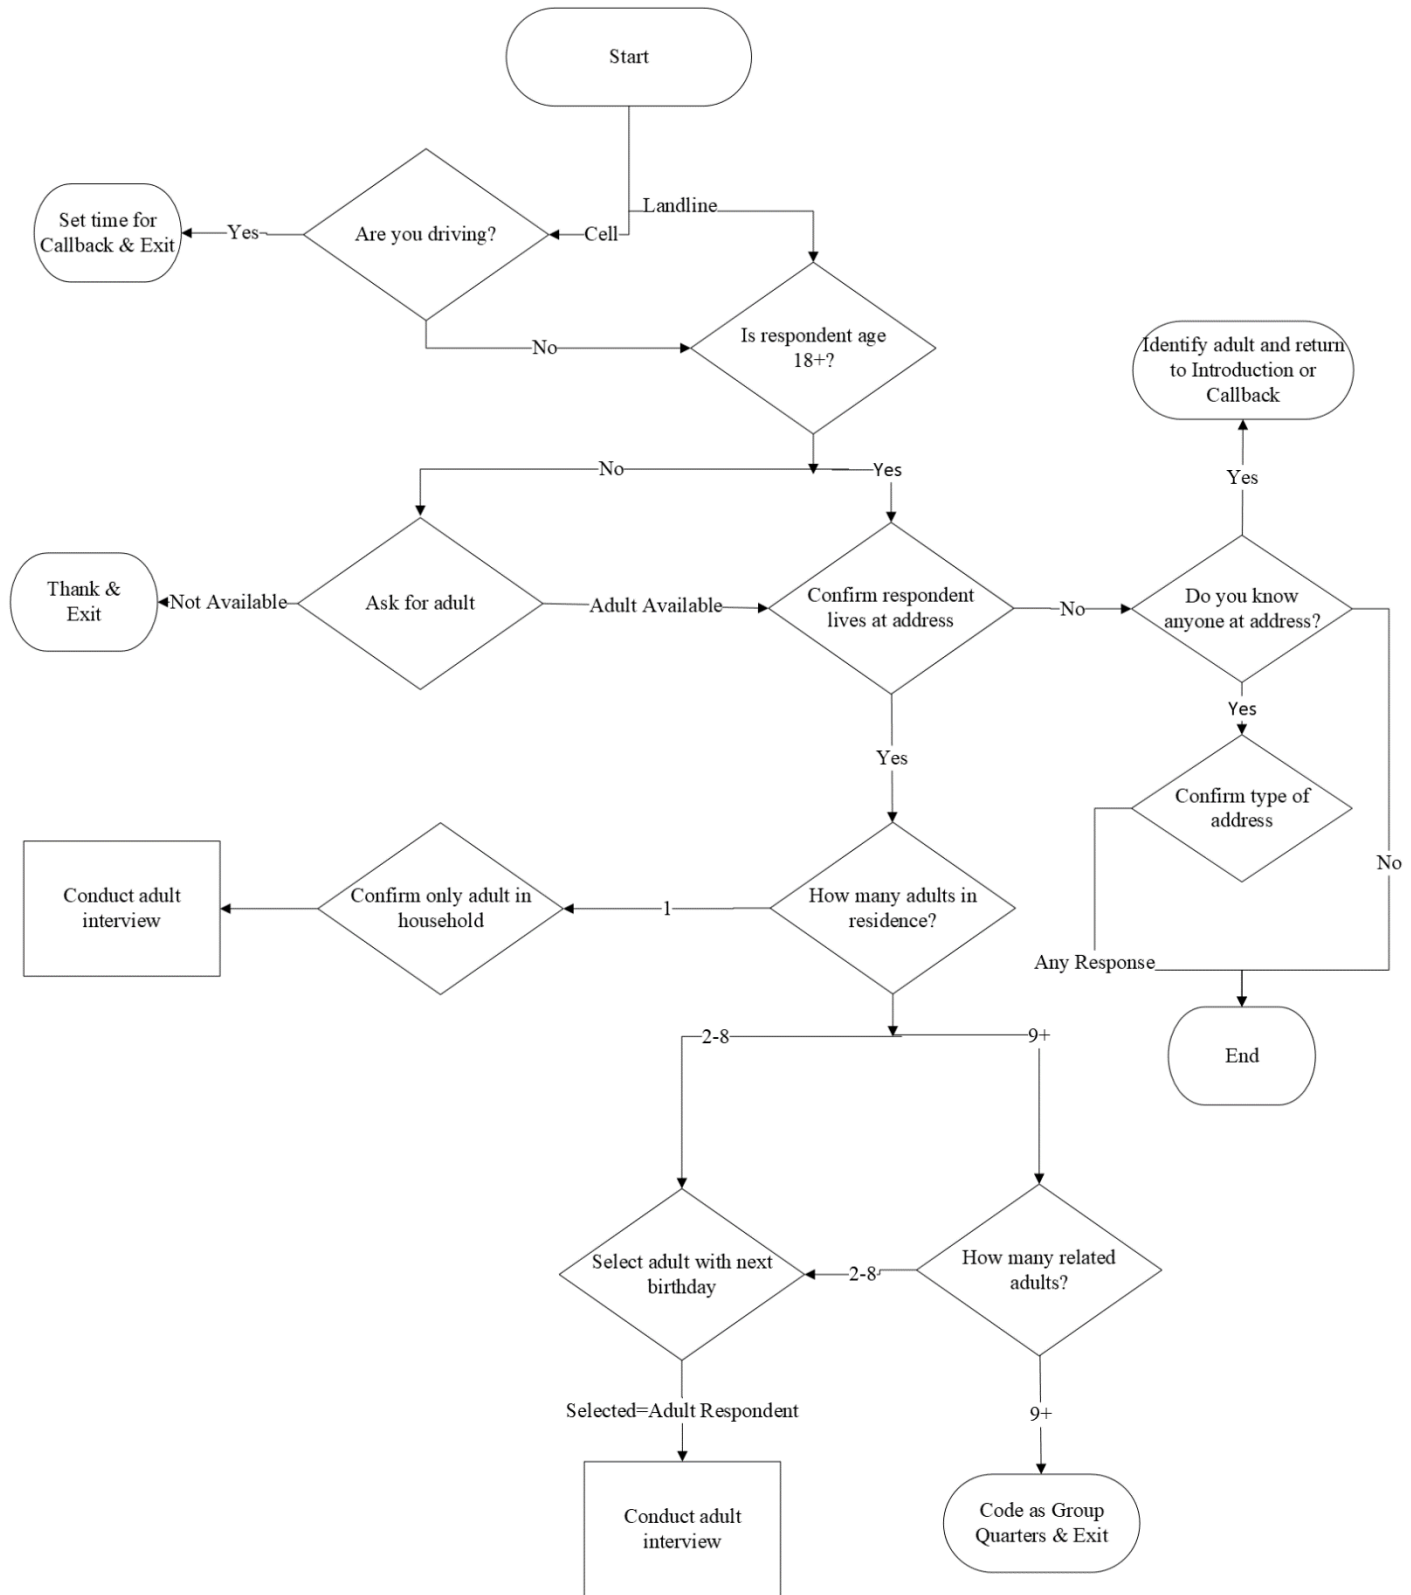 Start
Landline
Set time for
Callback & Exit
Yes
Are you driving?
Cell
No
Is respondent age
18+?
Identify adult and return
to Introduction or
Callback
Yes
No
Yes
Thank &
Exit
Not Available
Ask for adult
Adult Available
Confirm respondent
lives at address
No
Do you know
anyone at address?
Yes
Yes
Confirm type of
address
No
Conduct adult
interview
Confirm only adult in
household
1
How many adults in
residence?
Any Response
End
2-8
9+
Select adult with next
birthday
2-8
How many related
adults?
Selected=Adult Respondent
9+
Conduct adult
interview
Code as Group
Quarters & Exit